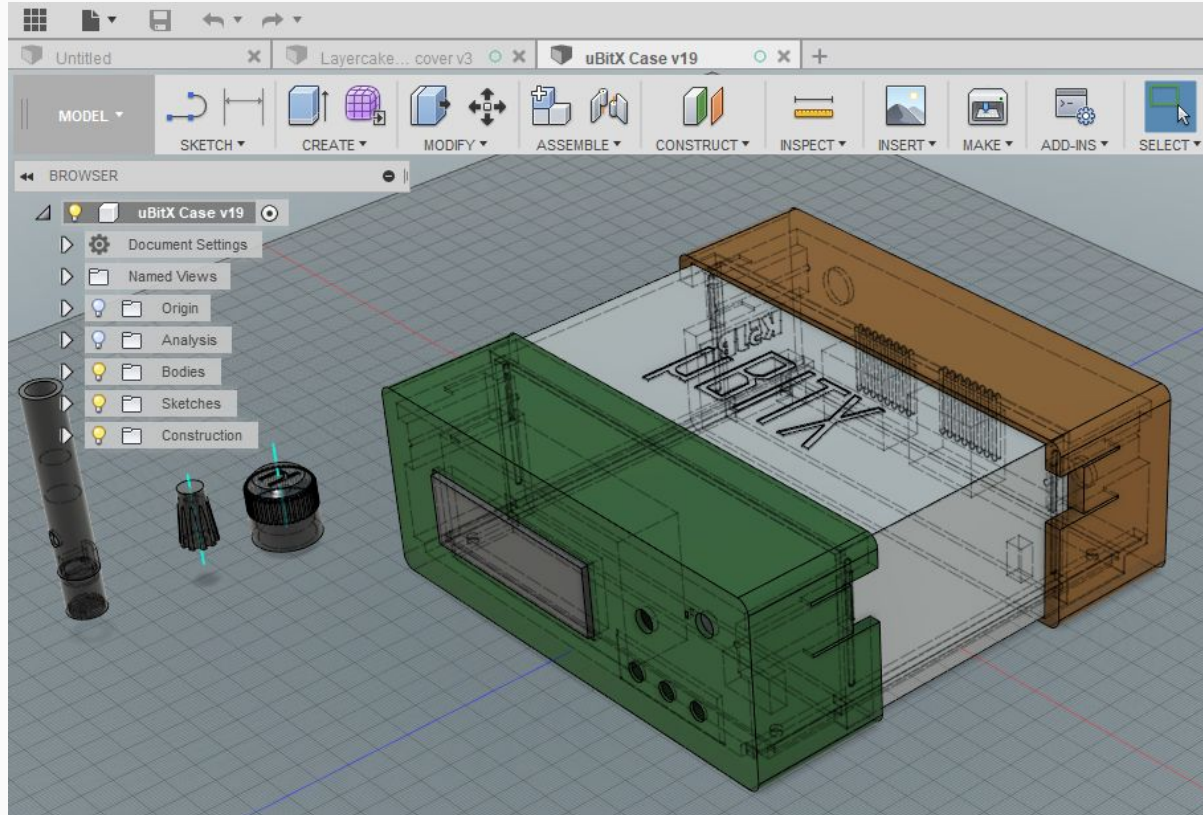 Untitled
Layercake... cover v3
uBitX Case v19
MODEL
SKETCH CREATE MODIFY ASSEMBLE CONSTRUCT INSPECT INSERT MAKE ADD-INS SELECT
BROWSER
uBitX Case v19
Document Settings
Named Views
Origin
Analysis
Bodies
Sketches
Construction
µBITX